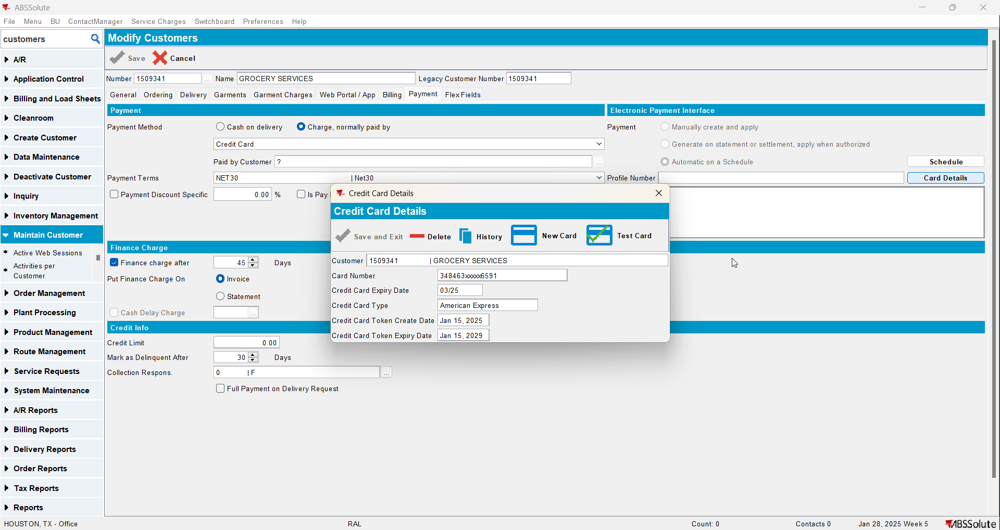 ABSSolute
File Menu BU ContactManager Service Charges Switchboard Preferences Help
customers
Modify Customers
Save Cancel
Number 1509341 ... Name GROCERY SERVICES Legacy Customer Number 1509341
General Ordering Delivery Garments Garment Charges Web Portal / App Billing Payment Flex Fields
A/R
Application Control
Billing and Load Sheets
Cleanroom
Create Customer
Data Maintenance
Deactivate Customer
Inquiry
Inventory Management
Maintain Customer
Active Web Sessions
Activities per
Customer
Order Management
Plant Processing
Product Management
Route Management
Service Requests
System Maintenance
A/R Reports
Billing Reports
Delivery Reports
Order Reports
Tax Reports
Reports
Payment
Payment Method Cash on delivery Charge, normally paid by
Credit Card
Paid by Customer ? ...
Payment Terms NET30 | Net30
Payment Discount Specific 0.00 % Is Pay
Electronic Payment Interface
Payment Manually create and apply
Generate on statement or settlement, apply when authorized
Automatic on a Schedule Schedule
Profile Number Card Details
Finance Charge
Finance charge after 45 Days
Put Finance Charge On Invoice
Statement
Cash Delay Charge ...
Credit Info
Credit Limit 0.00
Mark as Delinquent After 30 Days
Collection Respons. 0 | F ...
Full Payment on Delivery Request
Credit Card Details
Credit Card Details
Save and Exit Delete History New Card Test Card
Customer 1509341 | GROCERY SERVICES
Card Number 348463xxxxx6591
Credit Card Expiry Date 03/25
Credit Card Type American Express
Credit Card Token Create Date Jan 15, 2025
Credit Card Token Expiry Date Jan 15, 2029
HOUSTON, TX - Office RAL Count: 0 Contacts 0 Jan 28, 2025 Week 5 ABSSolute